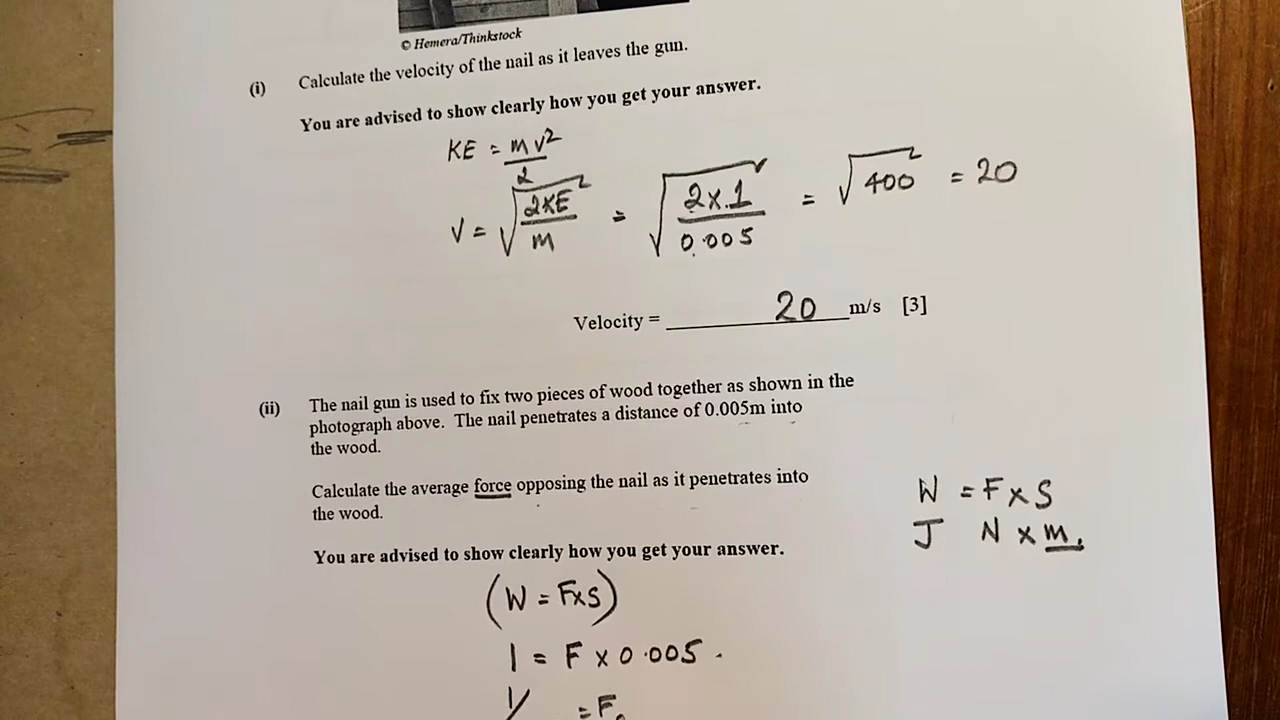 © Hemera/Thinkstock
(i) Calculate the velocity of the nail as it leaves the gun.
You are advised to show clearly how you get your answer.
KE = mv²/2
V = √(2KE/m) = √(2x1/0.005) = √400 = 20
Velocity = 20 m/s [3]
(ii) The nail gun is used to fix two pieces of wood together as shown in the
photograph above. The nail penetrates a distance of 0.005m into
the wood.
Calculate the average force opposing the nail as it penetrates into
the wood.
W = F x S
J N x m.
You are advised to show clearly how you get your answer.
(W = FxS)
1 = F x 0.005.
1/ = F.